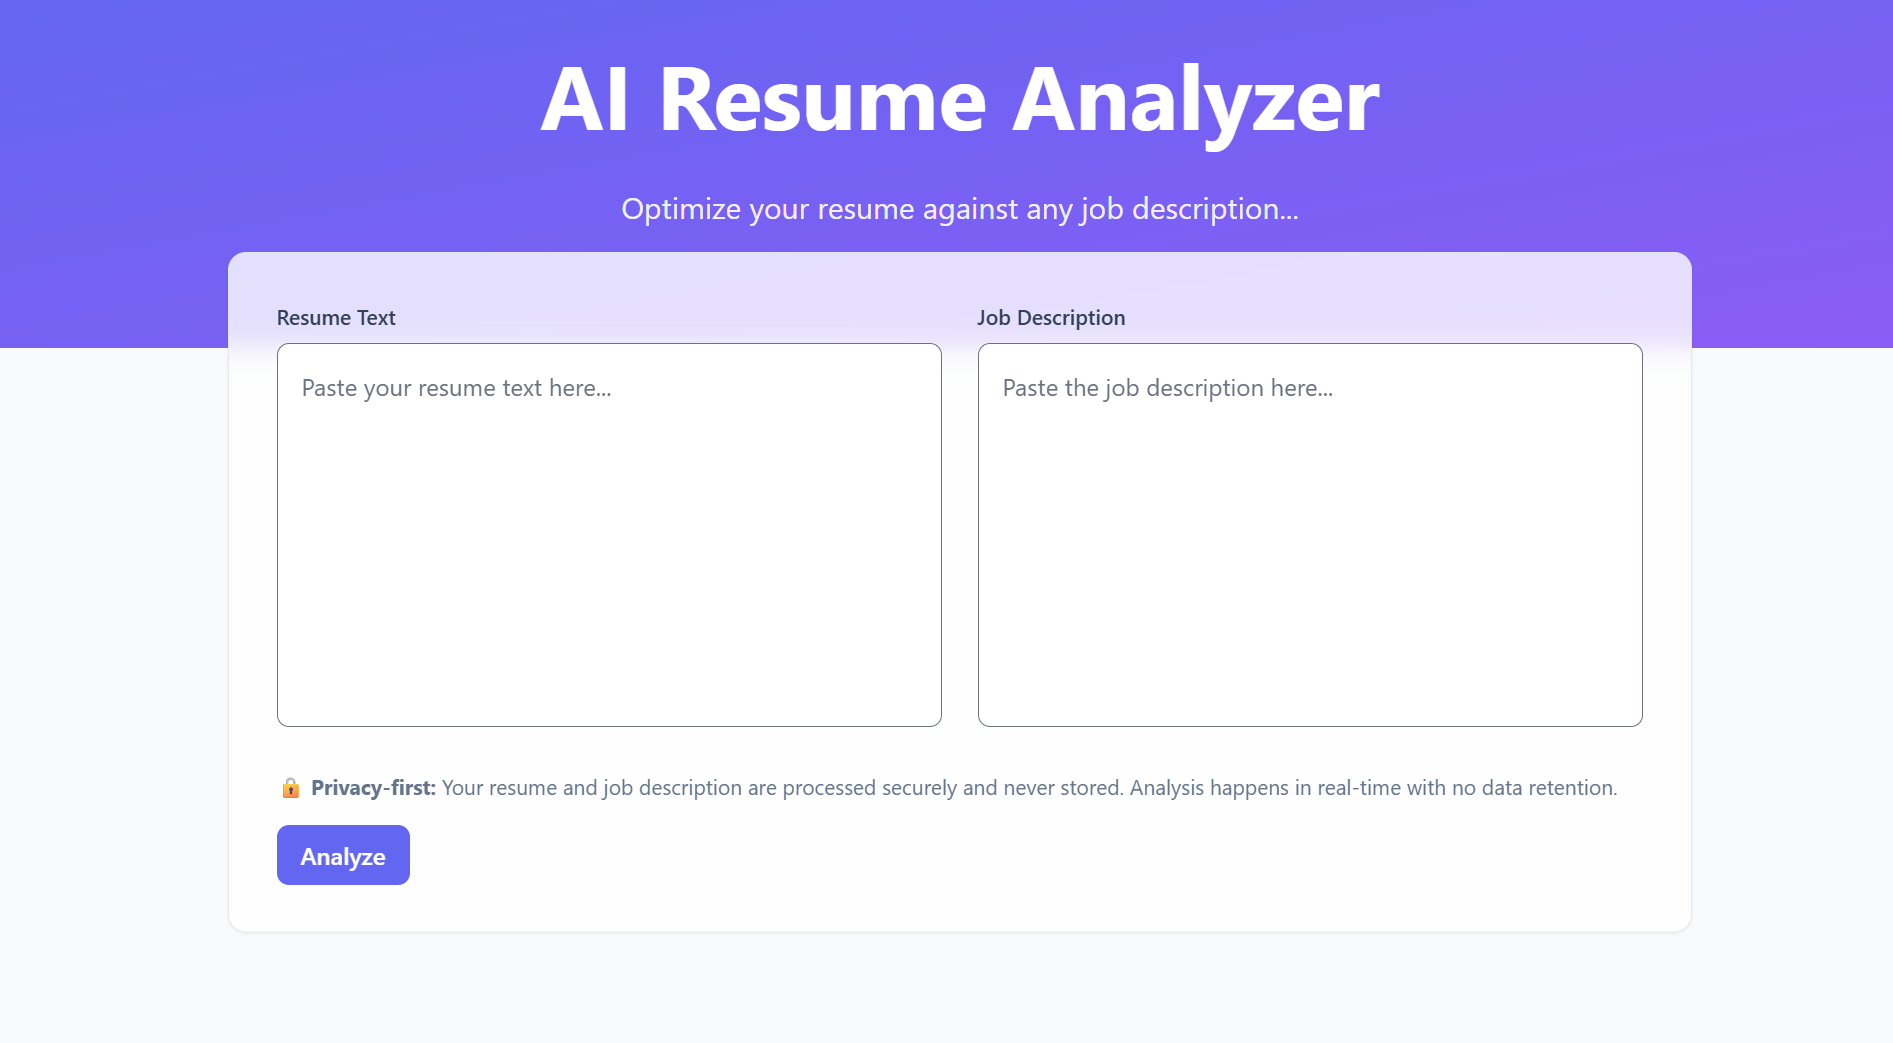 AI Resume Analyzer
Optimize your resume against any job description...
Resume Text
Paste your resume text here...
Job Description
Paste the job description here...
🔒 Privacy-first: Your resume and job description are processed securely and never stored. Analysis happens in real-time with no data retention.
Analyze